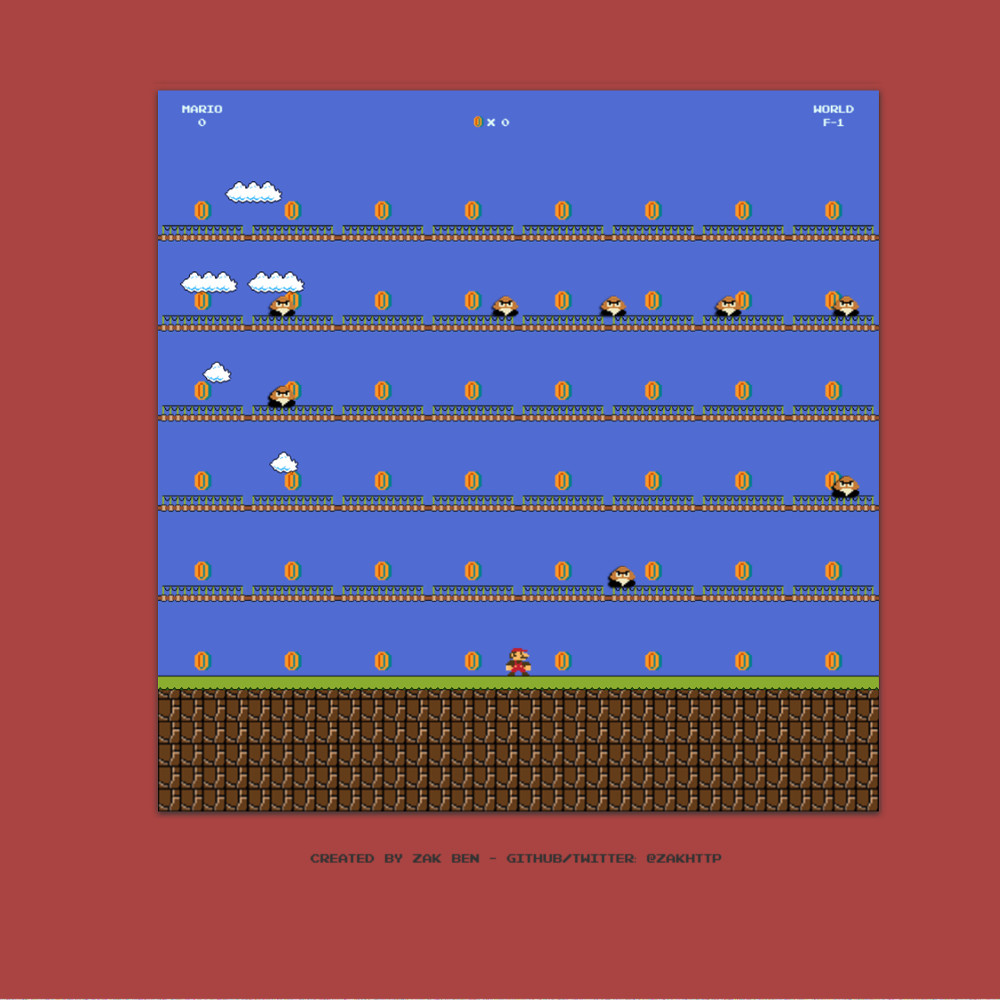 MARIO
0
× 0
WORLD
F-1
CREATED BY ZAK BEN - GITHUB/TWITTER: @ZAKHTTP